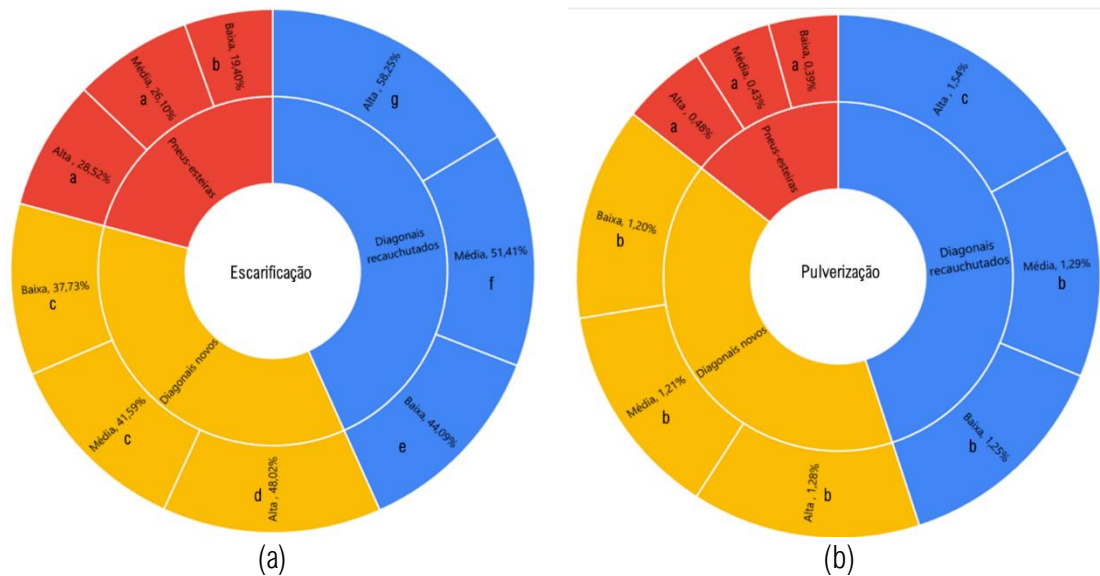 Escarificação
Pneus-esteiras
Baixa, 19,40%
b
Média, 26,10%
a
Alta , 28,52%
a
Diagonais novos
Baixa, 37,73%
c
Média, 41,59%
c
Alta , 48,02%
d
Diagonais
recauchutados
Alta , 58,25%
g
Média, 51,41%
f
Baixa, 44,09%
e
(a)
Pulverização
Pneus-esteiras
Baixa, 0,39%
a
Média, 0,43%
a
Alta , 0,48%
a
Diagonais novos
Baixa, 1,20%
b
Média, 1,21%
b
Alta , 1,28%
b
Diagonais
recauchutados
Alta , 1,54%
c
Média, 1,29%
b
Baixa, 1,25%
b
(b)